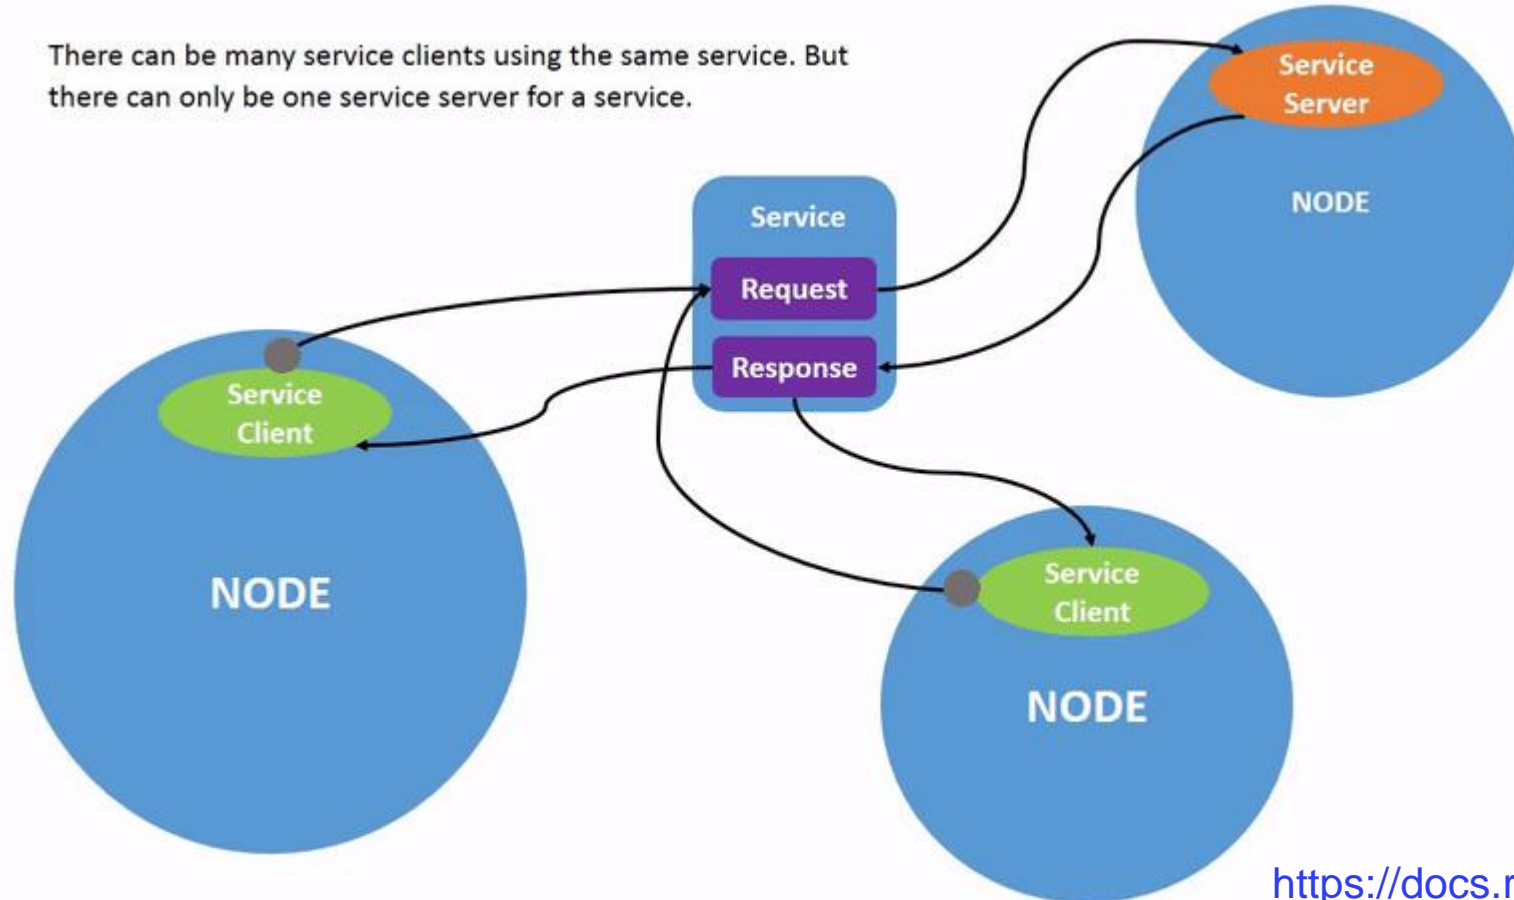 There can be many service clients using the same service. But
there can only be one service server for a service.
Service
Server
NODE
Service
Request
Response
Service
Client
NODE
Service
Client
NODE
https://docs.r